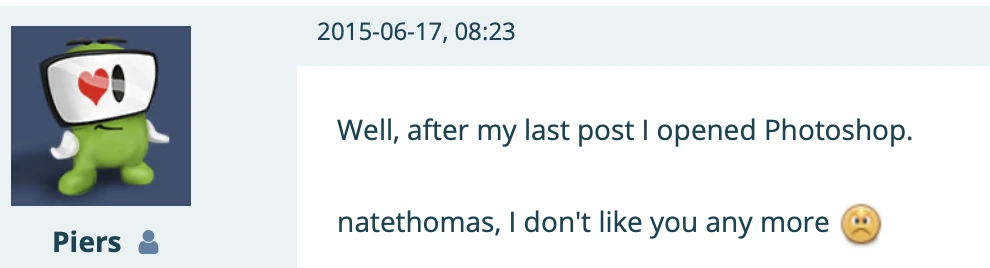 2015-06-17, 08:23
Well, after my last post I opened Photoshop.
natethomas, I don't like you any more
Piers